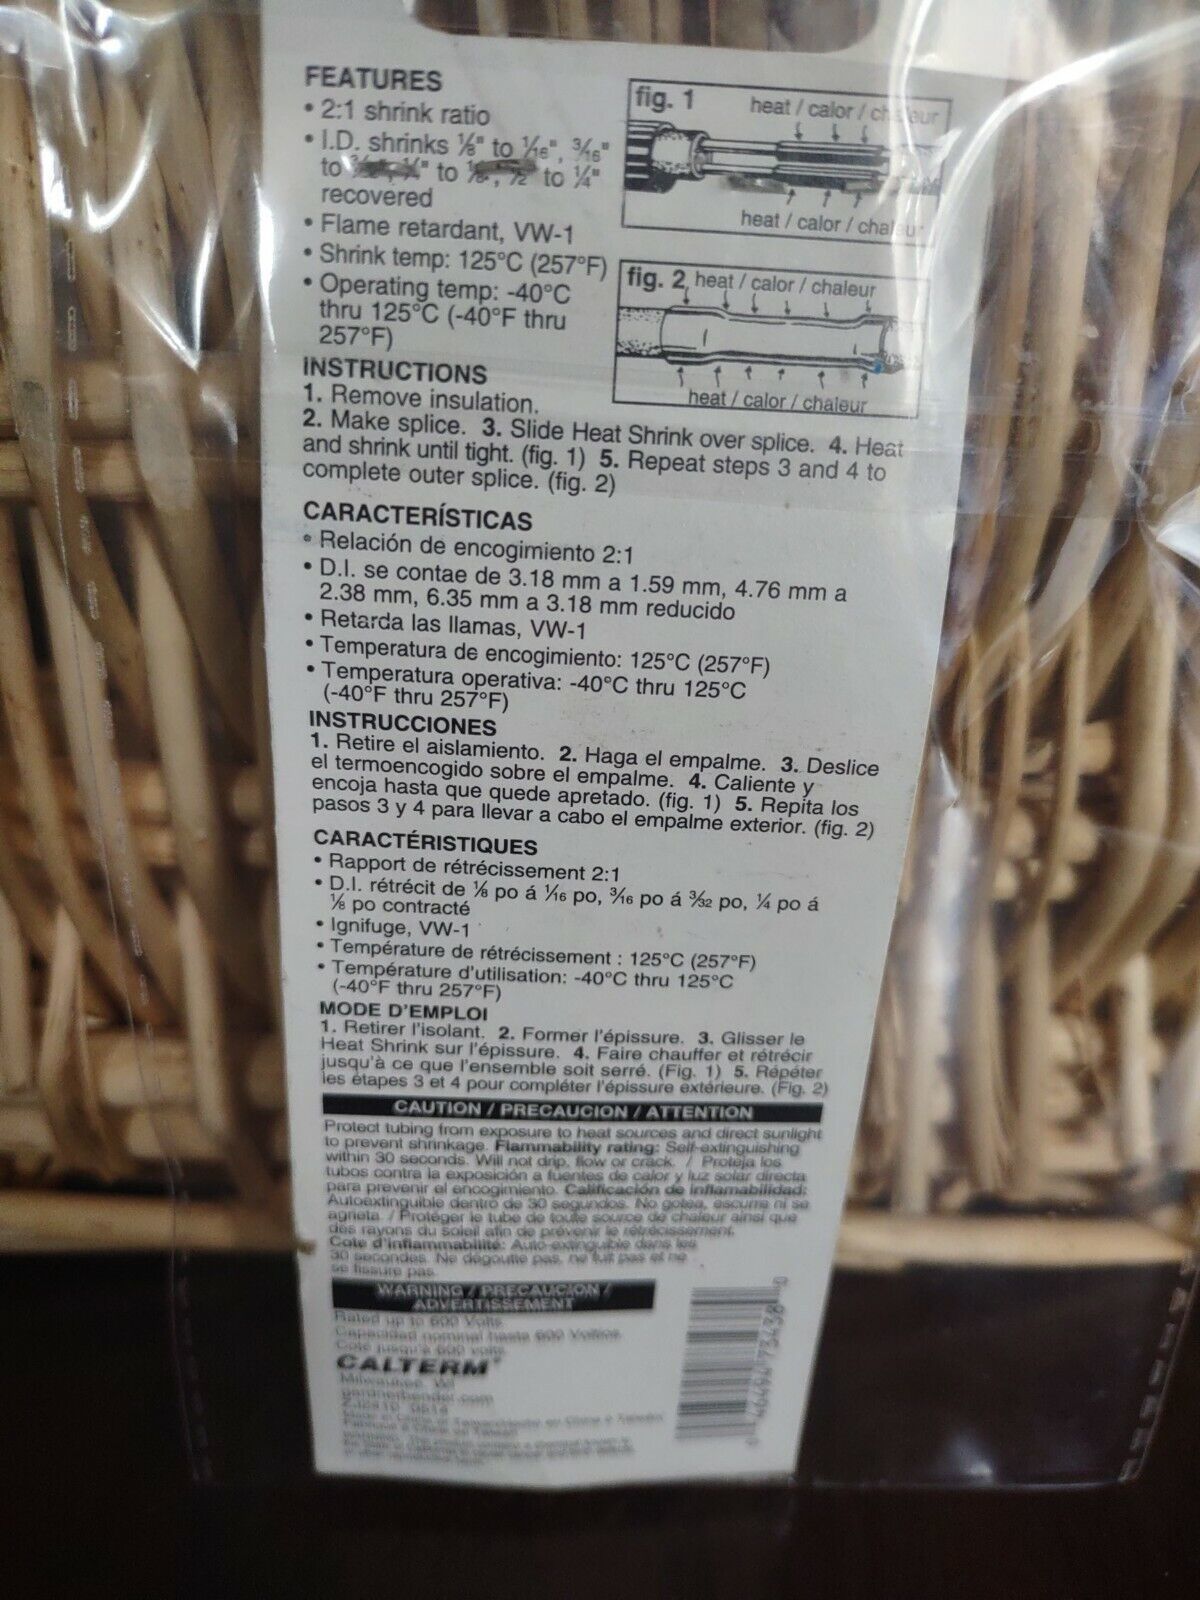 FEATURES
• 2:1 shrink ratio
• I.D. shrinks ⅛" to 1/16", 3/16"
to to ½ to ¼"
recovered
• Flame retardant, VW-1
• Shrink temp: 125°C (257°F)
• Operating temp: -40°C
thru 125°C (-40°F thru
257°F)
fig. 1 heat / calor / chaleur
heat / calor / chaleur
fig. 2 heat / calor / chaleur
heat / calor / chaleur
INSTRUCTIONS
1. Remove insulation.
2. Make splice. 3. Slide Heat Shrink over splice. 4. Heat
and shrink until tight. (fig. 1) 5. Repeat steps 3 and 4 to
complete outer splice. (fig. 2)
CARACTERÍSTICAS
• Relación de encogimiento 2:1
• D.I. se contae de 3.18 mm a 1.59 mm, 4.76 mm a
2.38 mm, 6.35 mm a 3.18 mm reducido
• Retarda las llamas, VW-1
• Temperatura de encogimiento: 125°C (257°F)
• Temperatura operativa: -40°C thru 125°C
(-40°F thru 257°F)
INSTRUCCIONES
1. Retire el aislamiento. 2. Haga el empalme. 3. Deslice
el termoencogido sobre el empalme. 4. Caliente y
encoja hasta que quede apretado. (fig. 1) 5. Repita los
pasos 3 y 4 para llevar a cabo el empalme exterior. (fig. 2)
CARACTÉRISTIQUES
• Rapport de rétrécissement 2:1
• D.I. rétrécit de ⅛ po á 1/16 po, 3/16 po á 3/32 po, ¼ po á
⅛ po contracté
• Ignifuge, VW-1
• Température de rétrécissement : 125°C (257°F)
• Température d'utilisation: -40°C thru 125°C
(-40°F thru 257°F)
MODE D'EMPLOI
1. Retirer l'isolant. 2. Former l'épissure. 3. Glisser le
Heat Shrink sur l'épissure. 4. Faire chauffer et rétrécir
jusqu'à ce que l'ensemble soit serré. (Fig. 1) 5. Répéter
les étapes 3 et 4 pour compléter l'épissure extérieure. (Fig. 2)
CAUTION / PRECAUCION / ATTENTION
Protect tubing from exposure to heat sources and direct sunlight
to prevent shrinkage. Flammability rating: Self-extinguishing
within 30 seconds. Will not drip, flow or crack. / Proteja los
tubos contra la exposición a fuentes de calor y luz solar directa
para prevenir el encogimiento. Calificación de inflamabilidad:
Autoextinguible dentro de 30 segundos. No gotea, escurre ni se
agrieta. / Protéger le tube de toute source de chaleur ainsi que
des rayons du soleil afin de prévenir le rétrécissement.
Cote d'inflammabilité: Auto-extinguible dans les
30 secondes. Ne dégoutte pas, ne fuit pas et ne
se fissure pas.
WARNING / PRECAUCION /
ADVERTISSEMENT
Rated up to 600 Volts
Capacidad nominal hasta 600 Voltios
Coté jusqu'à 600 volts
CALTERM®
Milwaukee, WI
gardnerbender.com
0 46494 73438 0